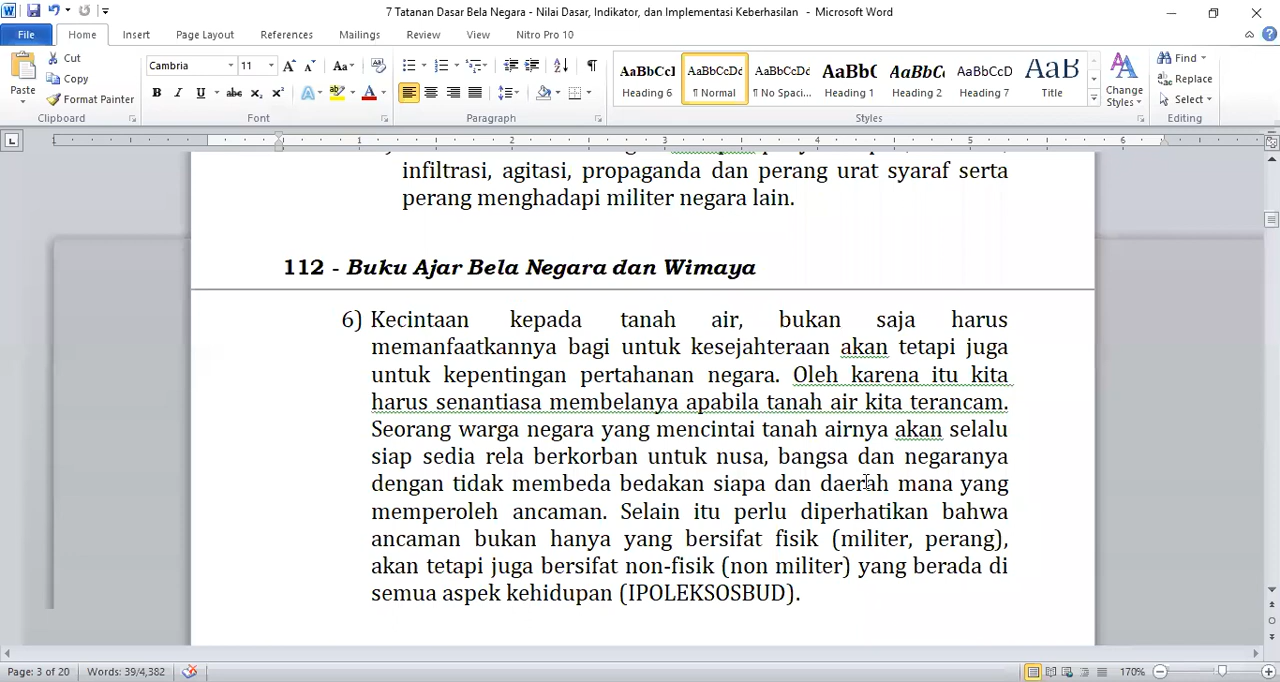 7 Tatanan Dasar Bela Negara - Nilai Dasar, Indikator, dan Implementasi Keberhasilan - Microsoft Word
File Home Insert Page Layout References Mailings Review View Nitro Pro 10
Paste
Cut
Copy
Format Painter
Clipboard
Cambria 11
Font
Paragraph
AaBbCcI AaBbCcDc AaBbCcDc AaBb( AaBbCc AaBbCcD AaB
Heading 6 ¶ Normal ¶ No Spaci... Heading 1 Heading 2 Heading 7 Title
Styles
Change
Styles
Find
Replace
Select
Editing
1 2 3 4 5 6
infiltrasi, agitasi, propaganda dan perang urat syaraf serta
perang menghadapi militer negara lain.
112 - Buku Ajar Bela Negara dan Wimaya
6) Kecintaan kepada tanah air, bukan saja harus
memanfaatkannya bagi untuk kesejahteraan akan tetapi juga
untuk kepentingan pertahanan negara. Oleh karena itu kita
harus senantiasa membelanya apabila tanah air kita terancam.
Seorang warga negara yang mencintai tanah airnya akan selalu
siap sedia rela berkorban untuk nusa, bangsa dan negaranya
dengan tidak membeda bedakan siapa dan daerah mana yang
memperoleh ancaman. Selain itu perlu diperhatikan bahwa
ancaman bukan hanya yang bersifat fisik (militer, perang),
akan tetapi juga bersifat non-fisik (non militer) yang berada di
semua aspek kehidupan (IPOLEKSOSBUD).
Page: 3 of 20 Words: 39/4,382 170%